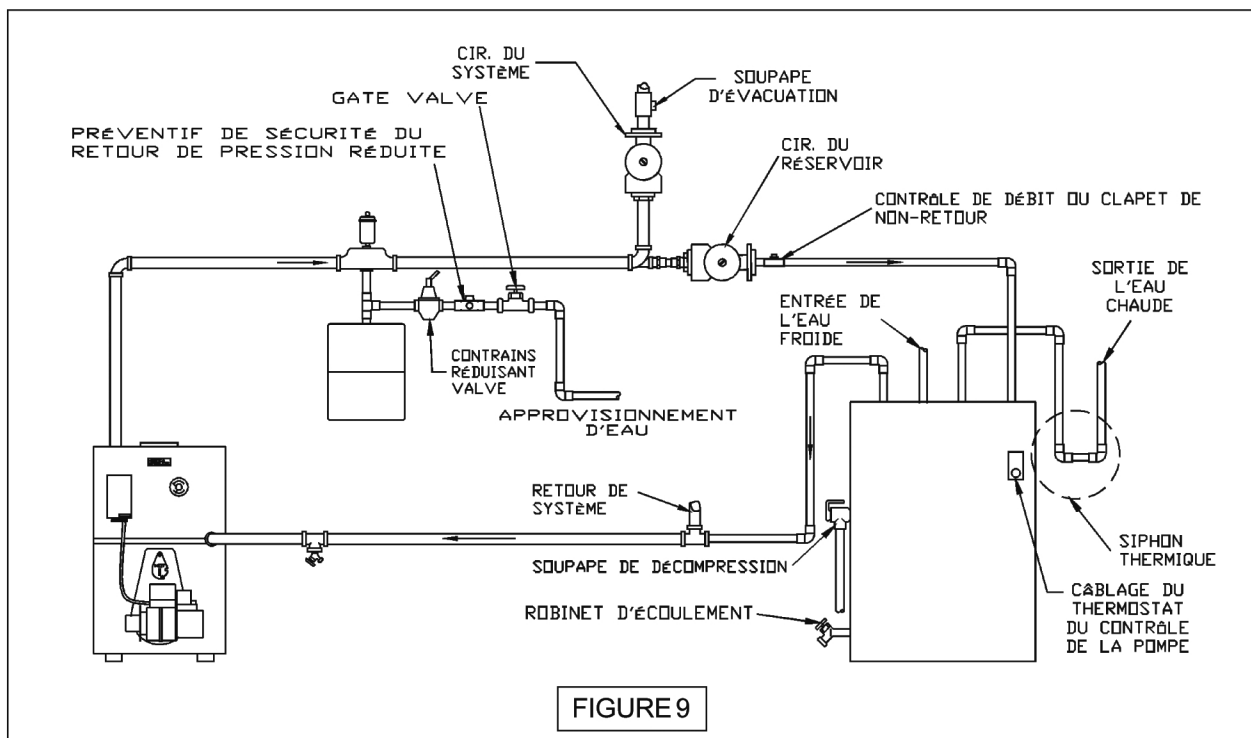 CIR. DU
SYSTÈME
SOUPAPE
D'ÉVACUATION
GATE VALVE
PRÉVENTIF DE SÉCURITÉ DU
RETOUR DE PRESSION RÉDUITE
CIR. DU
RÉSERVOIR
CONTRÔLE DE DÉBIT OU CLAPET DE
NON-RETOUR
SORTIE DE
L'EAU
CHAUDE
ENTRÉE DE
L'EAU
FROIDE
CONTRAINS
RÉDUISANT
VALVE
APPROVISIONNEMENT
D'EAU
RETOUR DE
SYSTÈME
SOUPAPE DE DÉCOMPRESSION
SIPHON
THERMIQUE
ROBINET D'ÉCOULEMENT
CÂBLAGE DU
THERMOSTAT
DU CONTRÔLE
DE LA POMPE
FIGURE 9